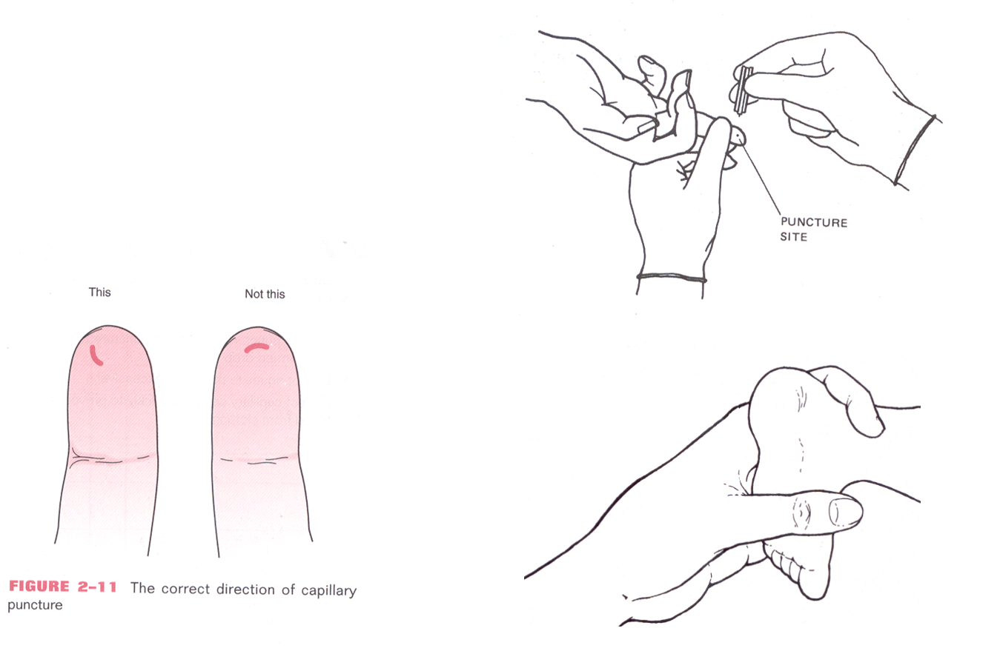 This
Not this
FIGURE 2–11 The correct direction of capillary
puncture
PUNCTURE
SITE